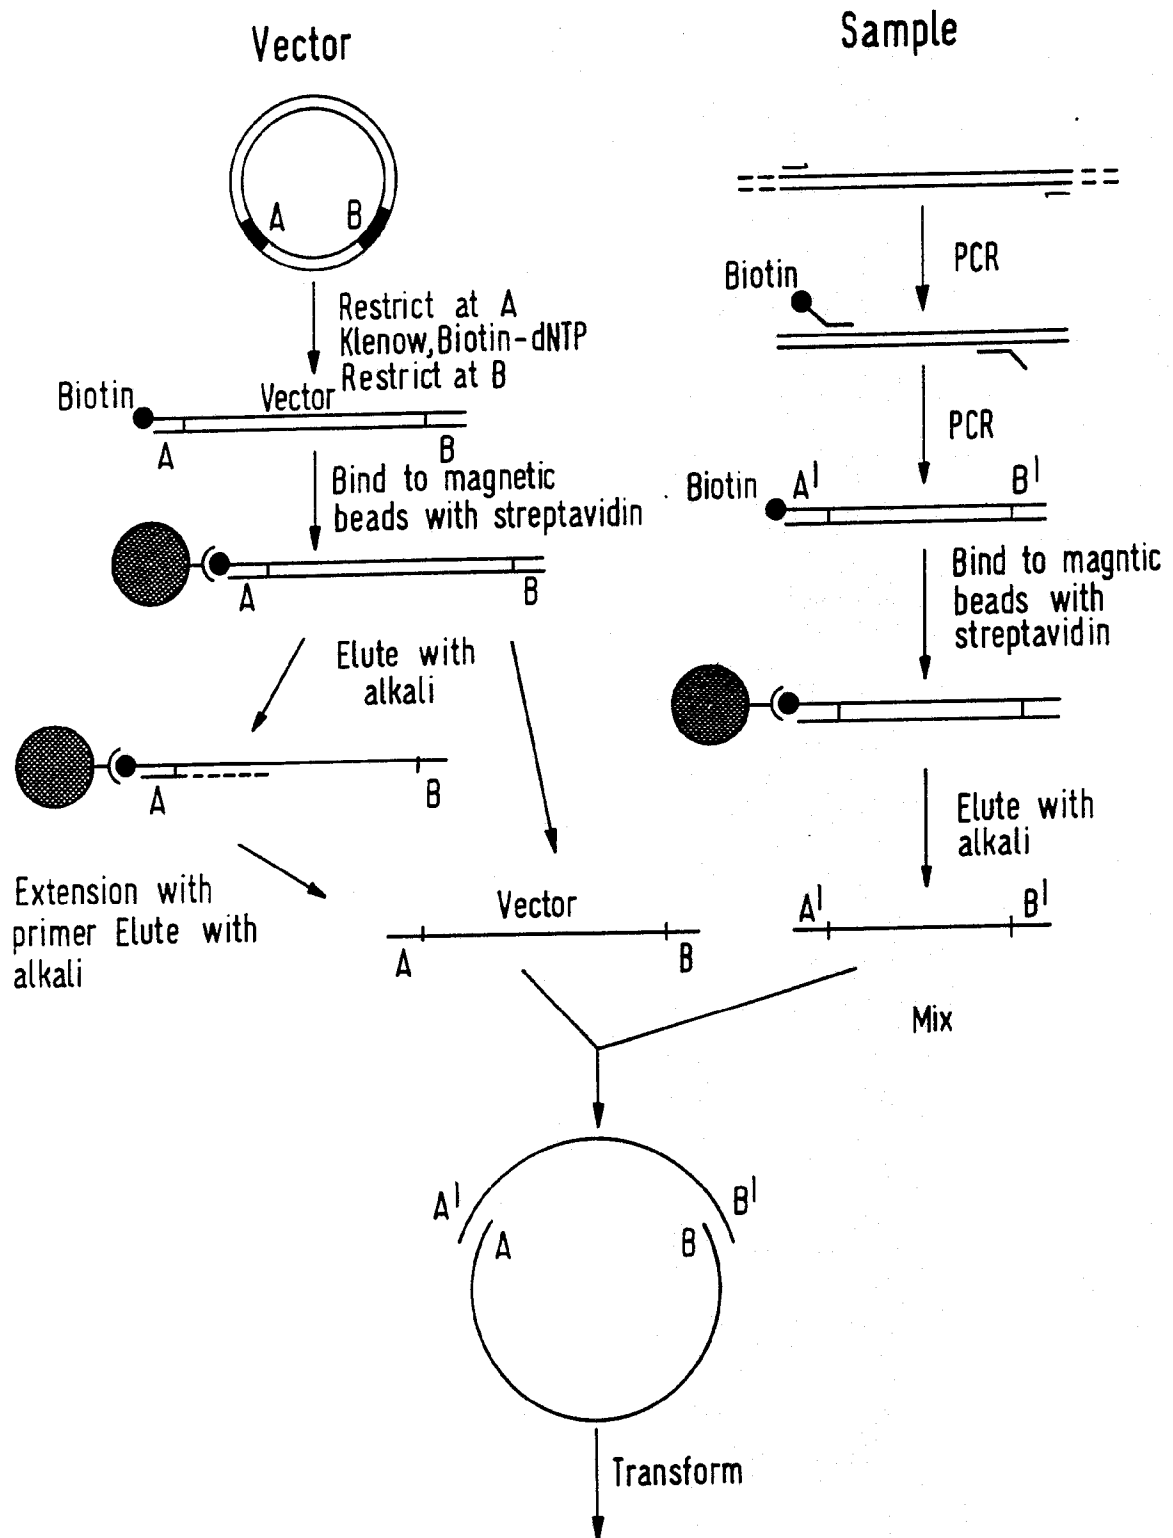 Vector
A
B
Restrict at A
Klenow, Biotin-dNTP
Restrict at B
Biotin
Vector
A
B
Bind to magnetic
beads with streptavidin
A
B
Elute with
alkali
A
B
Extension with
primer Elute with
alkali
Vector
A
B
Sample
PCR
Biotin
PCR
Biotin
A'
B'
Bind to magntic
beads with
streptavidin
Elute with
alkali
A'
B'
Mix
A'
B'
A
B
Transform